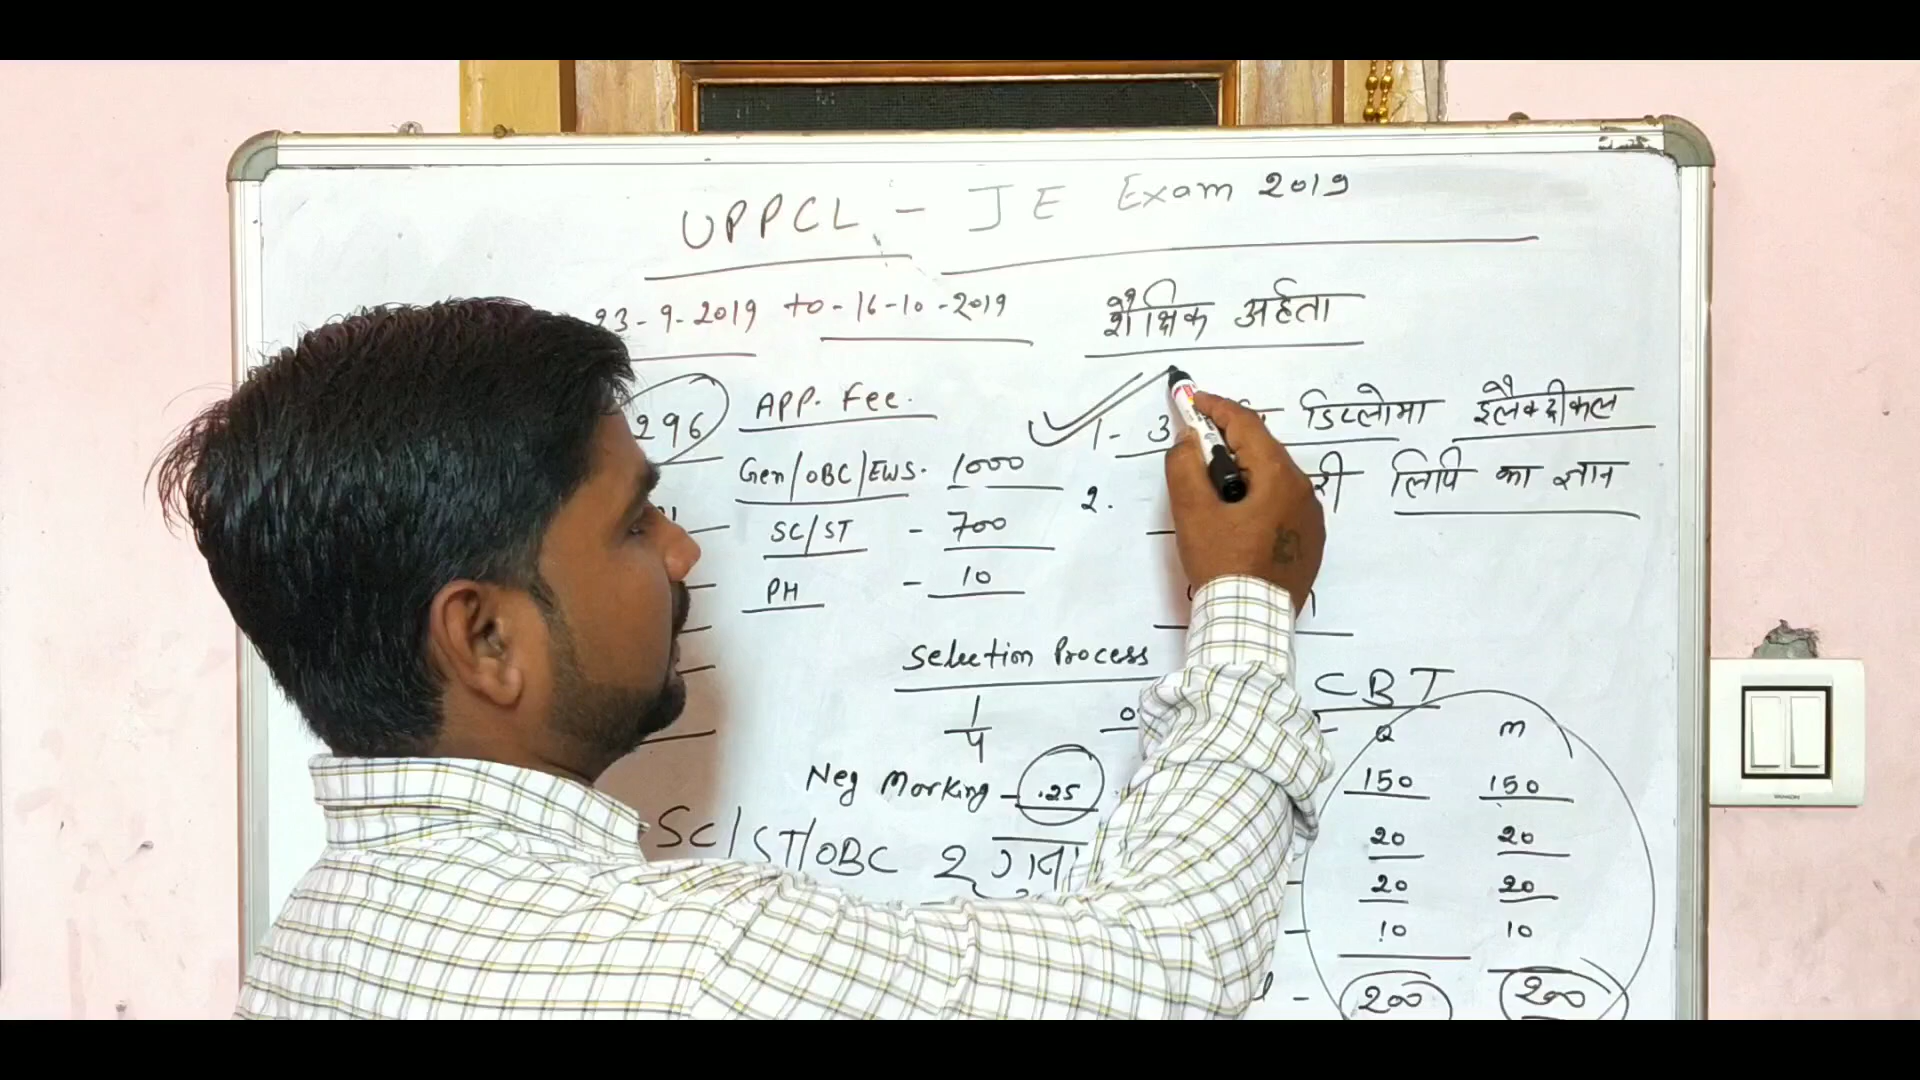 UPPCL - JE Exam 2019
23-9-2019 to - 16-10-2019
शैक्षिक अर्हता
296
APP. Fee.
Gen/OBC/EWS. 1000
SC/ST - 700
PH - 10
1- 3 डिप्लोमा इलैक्ट्रीकल
2. री लिपि का ज्ञान
Selection Process
CBT
1/4
Q M
Neg Marking - .25
150 150
SC/ST/OBC 2 गुना
20 20
20 20
- 10 10
- 200 200